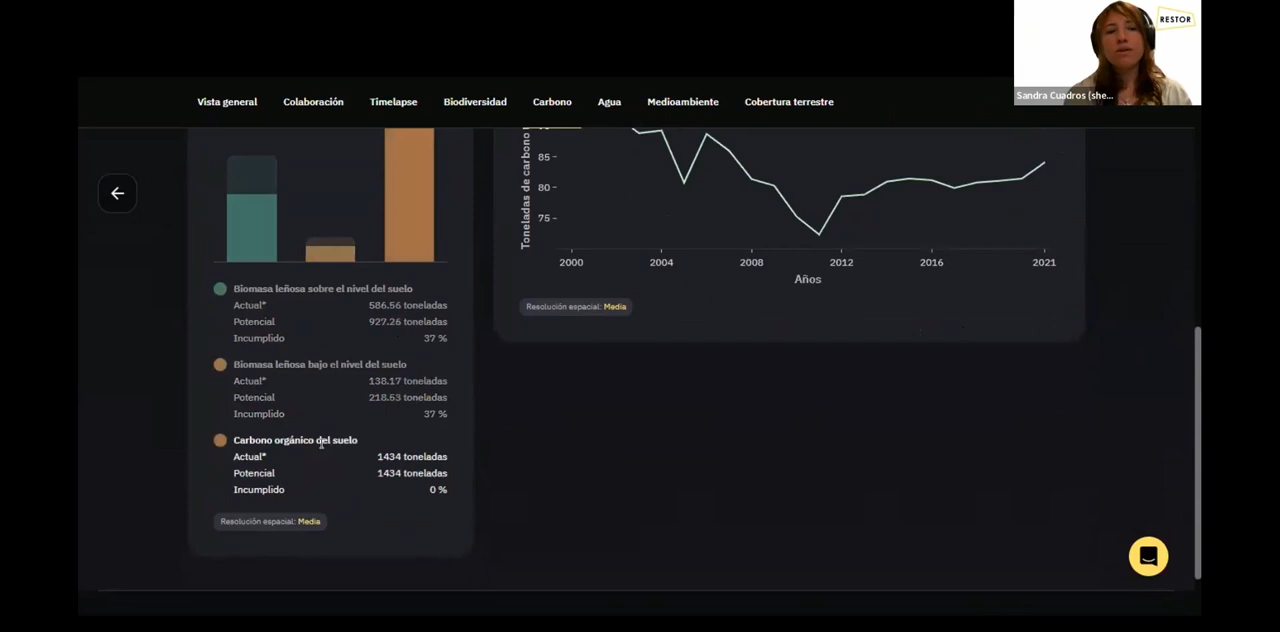 RESTOR
Sandra Cuadros (she...
Vista general
Colaboración
Timelapse
Biodiversidad
Carbono
Agua
Medioambiente
Cobertura terrestre
Biomasa leñosa sobre el nivel del suelo
Actual* 586.56 toneladas
Potencial 927.26 toneladas
Incumplido 37 %
Biomasa leñosa bajo el nivel del suelo
Actual* 138.17 toneladas
Potencial 218.53 toneladas
Incumplido 37 %
Carbono orgánico del suelo
Actual* 1434 toneladas
Potencial 1434 toneladas
Incumplido 0 %
Resolución espacial: Media
Toneladas de carbono
85
80
75
2000 2004 2008 2012 2016 2021
Años
Resolución espacial: Media